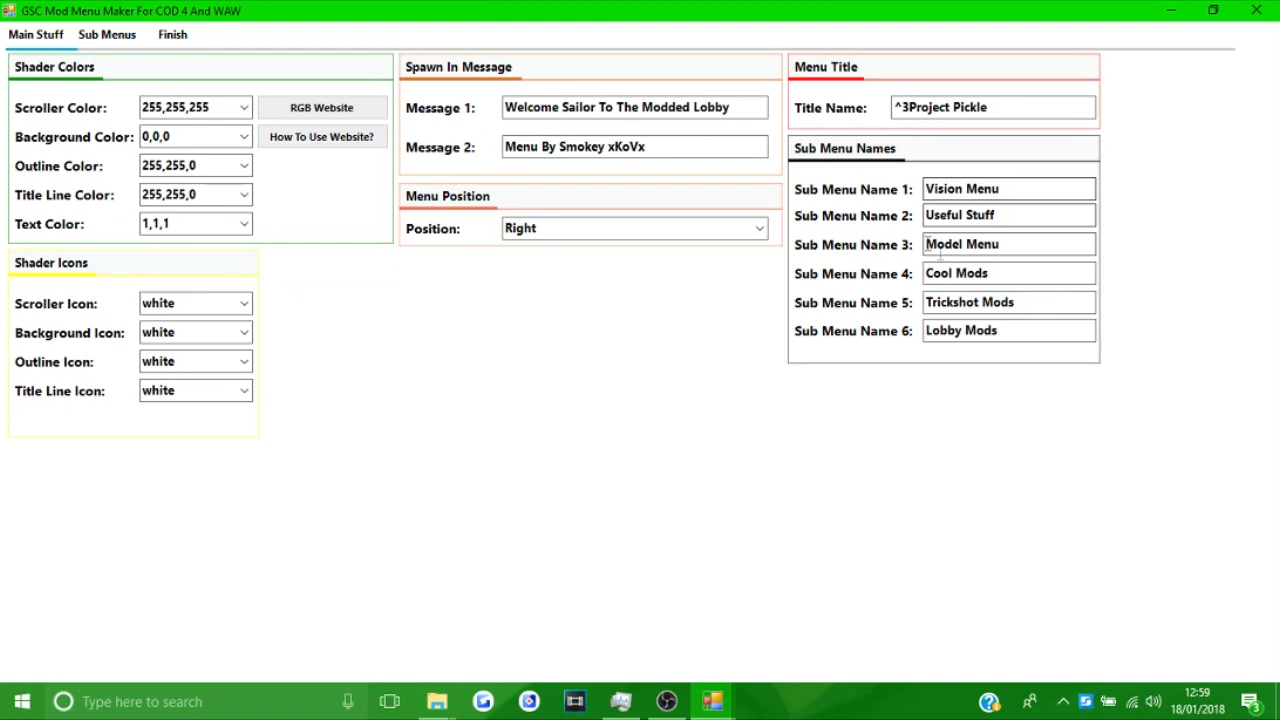 GSC Mod Menu Maker For COD 4 And WAW
Main Stuff
Sub Menus
Finish
Shader Colors
Scroller Color: 255,255,255
RGB Website
Background Color: 0,0,0
How To Use Website?
Outline Color: 255,255,0
Title Line Color: 255,255,0
Text Color: 1,1,1
Shader Icons
Scroller Icon: white
Background Icon: white
Outline Icon: white
Title Line Icon: white
Spawn In Message
Message 1: Welcome Sailor To The Modded Lobby
Message 2: Menu By Smokey xKoVx
Menu Position
Position: Right
Menu Title
Title Name: ^3Project Pickle
Sub Menu Names
Sub Menu Name 1: Vision Menu
Sub Menu Name 2: Useful Stuff
Sub Menu Name 3: Model Menu
Sub Menu Name 4: Cool Mods
Sub Menu Name 5: Trickshot Mods
Sub Menu Name 6: Lobby Mods
Type here to search
12:59
18/01/2018
3